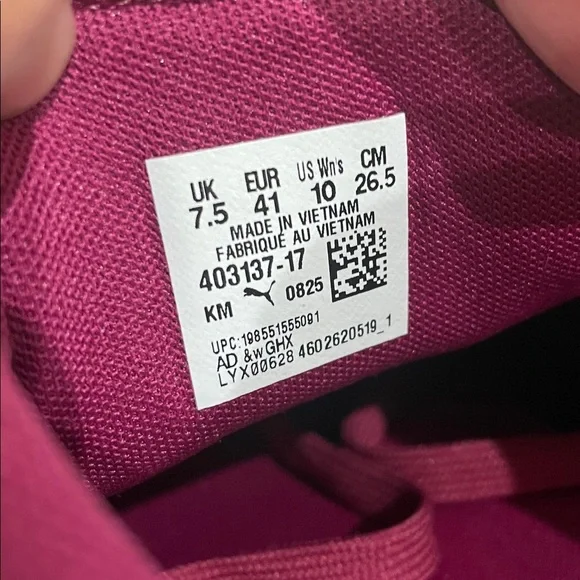 UK EUR US Wn's CM
7.5 41 10 26.5
MADE IN VIETNAM
FABRIQUÉ AU VIETNAM
403137-17
KM 0825
UPC:198551555091
AD &wGHX
LYX00628 4602620519_1